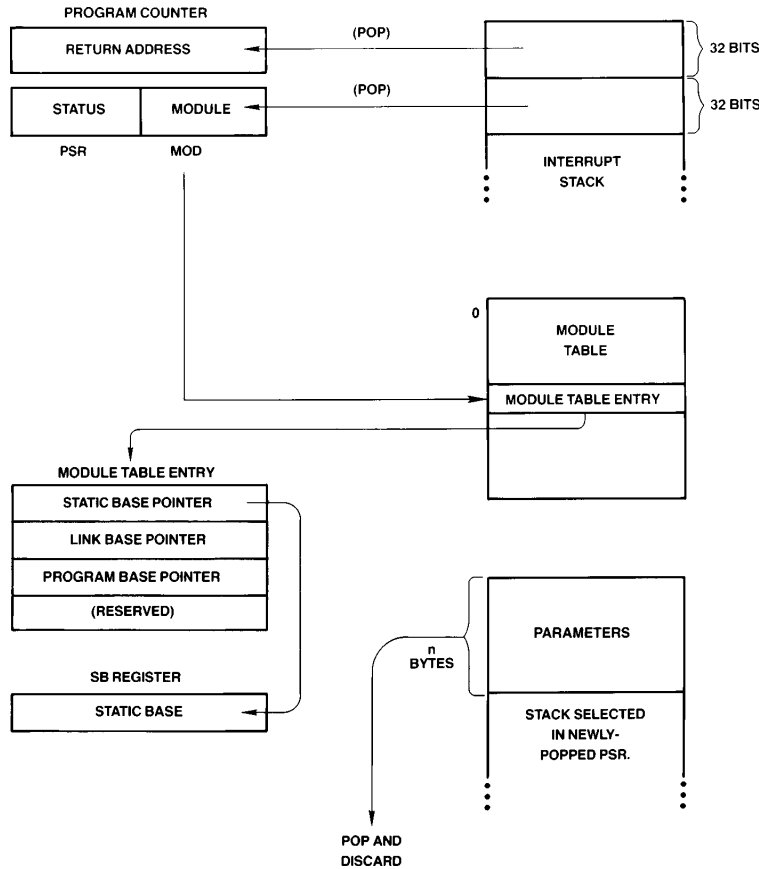 PROGRAM COUNTER
RETURN ADDRESS
(POP)
32 BITS
STATUS
MODULE
(POP)
32 BITS
PSR
MOD
INTERRUPT
STACK
0
MODULE
TABLE
MODULE TABLE ENTRY
MODULE TABLE ENTRY
STATIC BASE POINTER
LINK BASE POINTER
PROGRAM BASE POINTER
(RESERVED)
n
BYTES
PARAMETERS
SB REGISTER
STATIC BASE
STACK SELECTED
IN NEWLY-
POPPED PSR.
POP AND
DISCARD